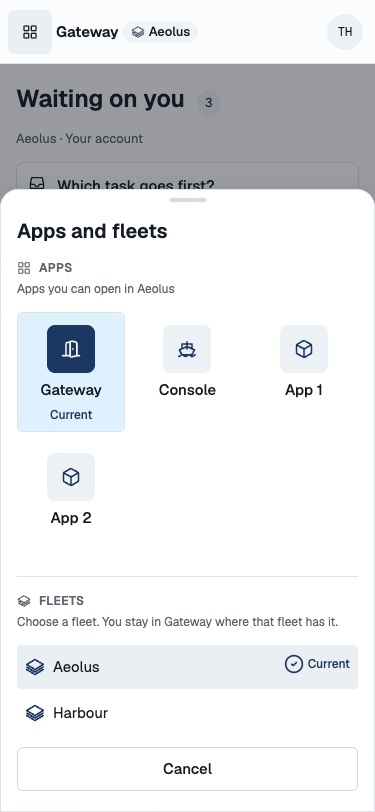 Gateway
Aeolus
TH
Waiting on you
3
Aeolus · Your account
Which task goes first?
Apps and fleets
APPS
Apps you can open in Aeolus
Gateway
Console
App 1
Current
App 2
FLEETS
Choose a fleet. You stay in Gateway where that fleet has it.
Aeolus
Current
Harbour
Cancel